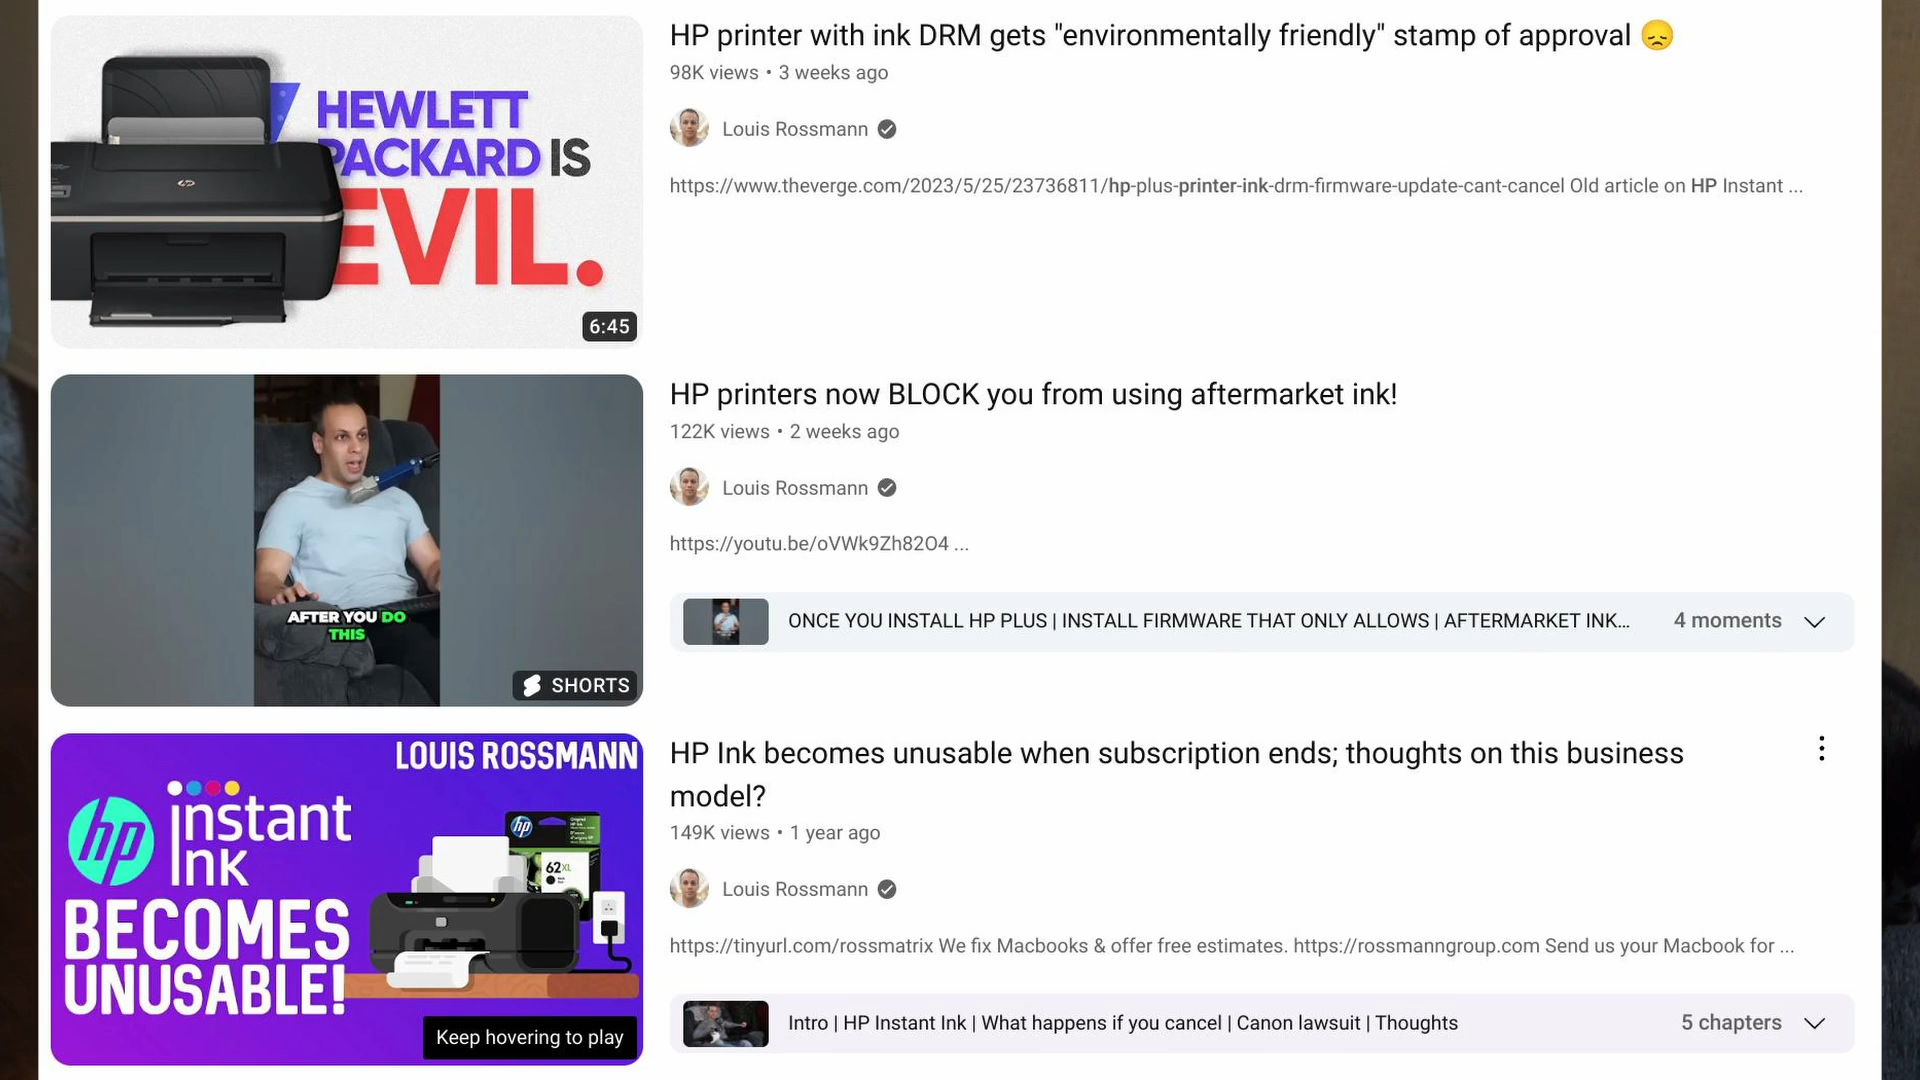 HP printer with ink DRM gets "environmentally friendly" stamp of approval 😞
98K views • 3 weeks ago
Louis Rossmann
https://www.theverge.com/2023/5/25/23736811/hp-plus-printer-ink-drm-firmware-update-cant-cancel Old article on HP Instant ...
HEWLETT
PACKARD IS
EVIL.
hp
6:45
HP printers now BLOCK you from using aftermarket ink!
122K views • 2 weeks ago
Louis Rossmann
https://youtu.be/oVWk9Zh82O4 ...
ONCE YOU INSTALL HP PLUS | INSTALL FIRMWARE THAT ONLY ALLOWS | AFTERMARKET INK... 4 moments
AFTER YOU DO
THIS
SHORTS
HP Ink becomes unusable when subscription ends; thoughts on this business
model?
149K views • 1 year ago
Louis Rossmann
https://tinyurl.com/rossmatrix We fix Macbooks & offer free estimates. https://rossmanngroup.com Send us your Macbook for ...
Intro | HP Instant Ink | What happens if you cancel | Canon lawsuit | Thoughts 5 chapters
LOUIS ROSSMANN
hp instant
ink
BECOMES
UNUSABLE!
hp
62XL
Keep hovering to play